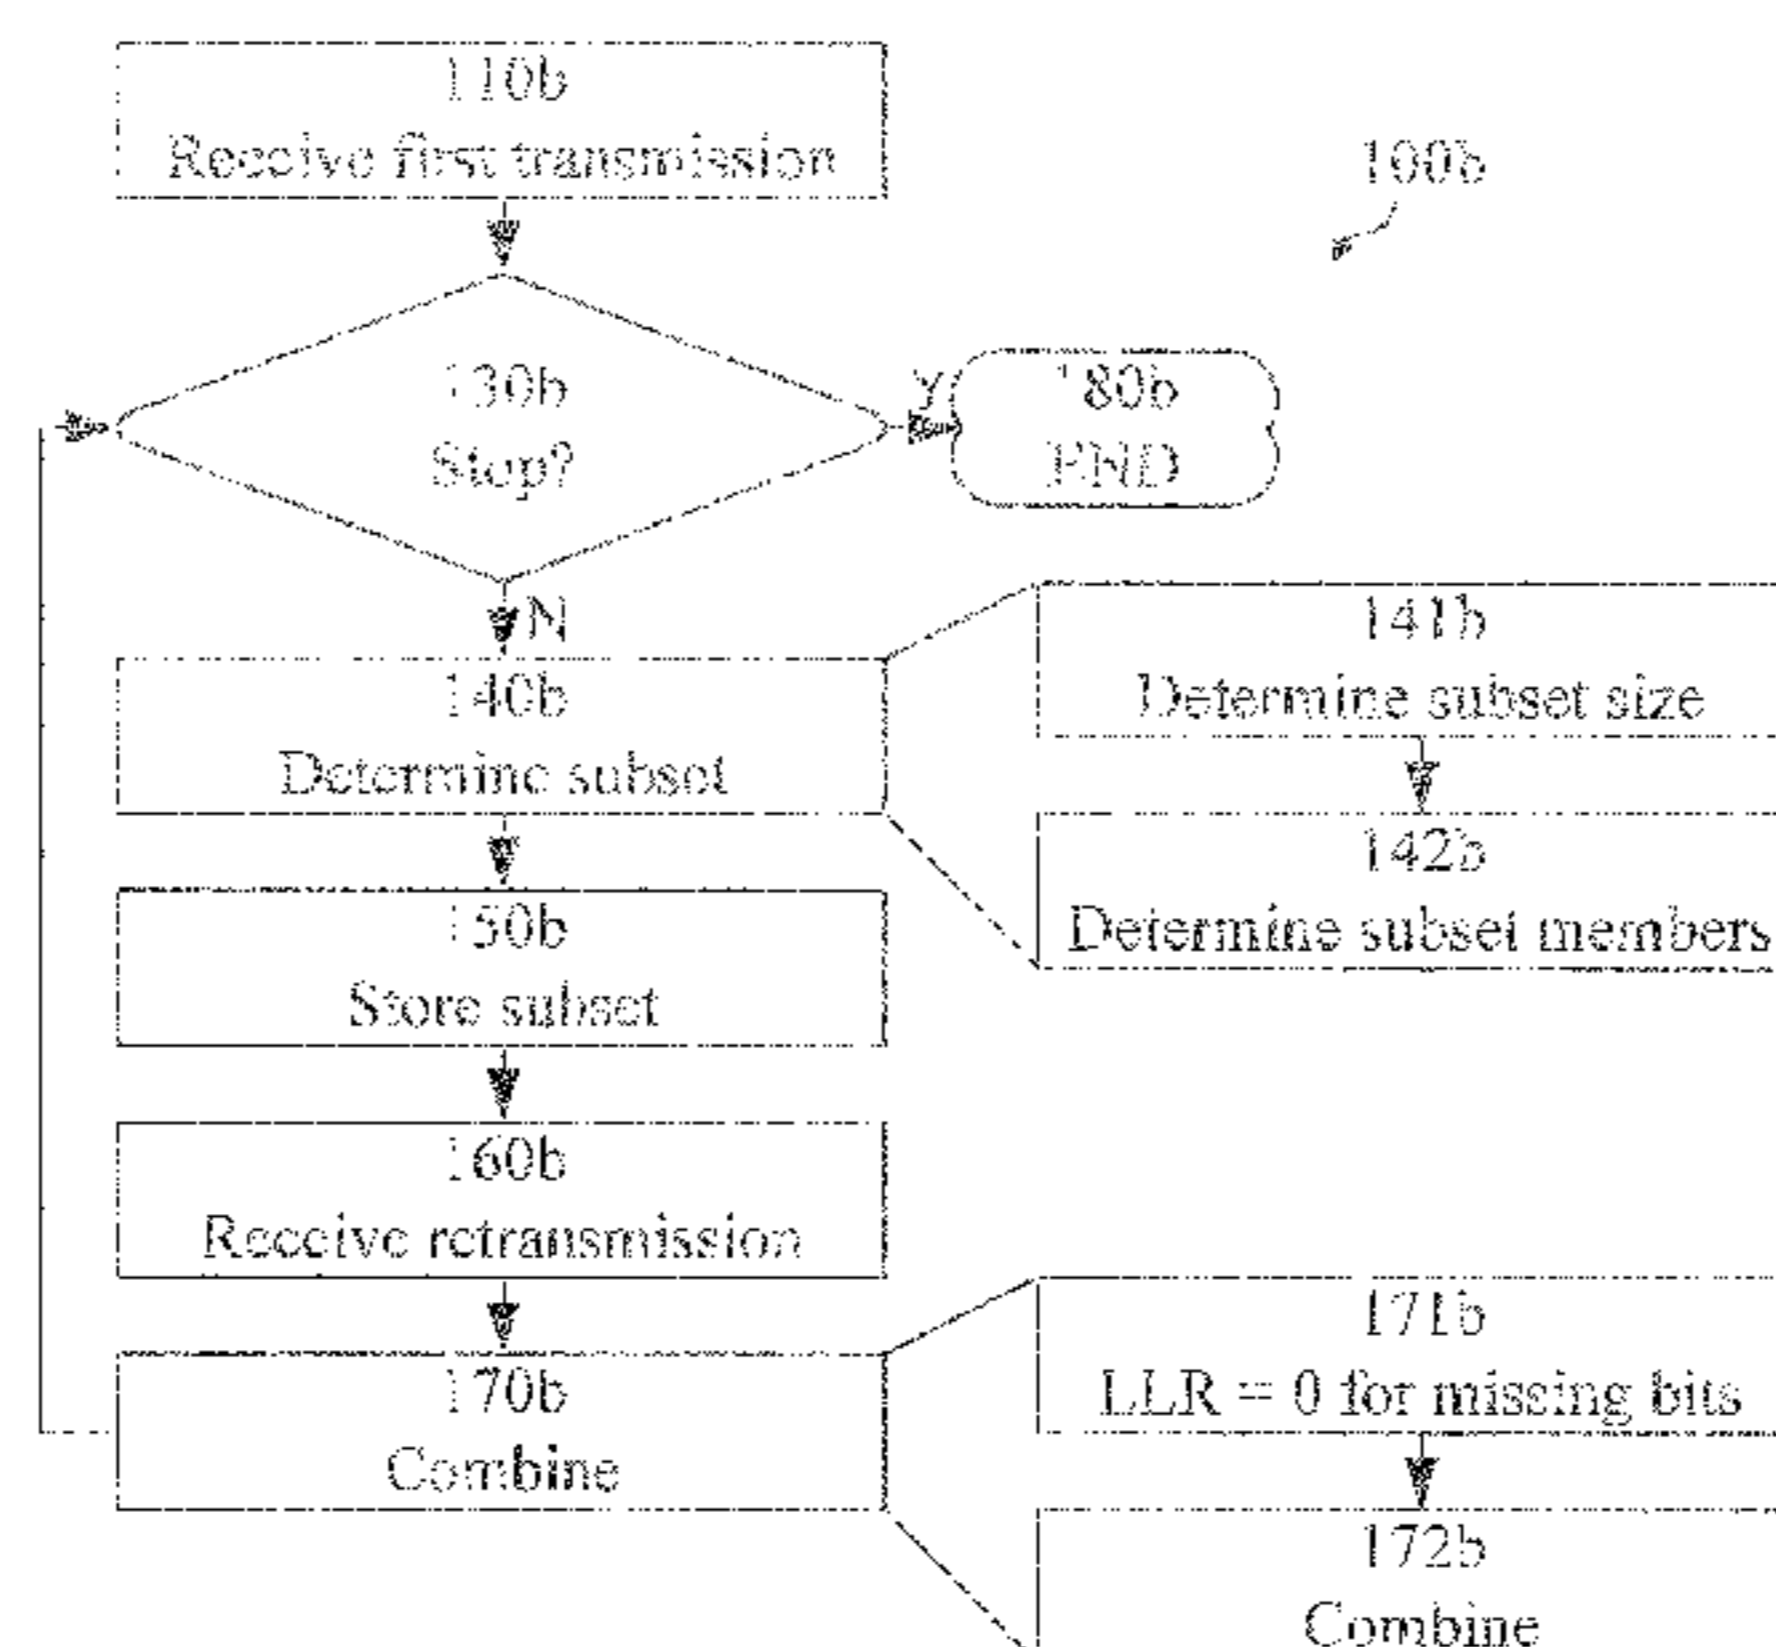 110b
Receive first transmission
100b
130b
Stop?
Y
180b
END
N
140b
Determine subset
141b
Determine subset size
142b
Determine subset members
150b
Store subset
160b
Receive retransmission
170b
Combine
171b
LLR = 0 for missing bits
172b
Combine